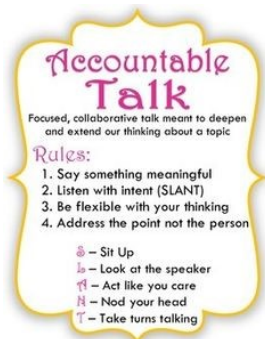 Accountable
Talk
Focused, collaborative talk meant to deepen
and extend our thinking about a topic
Rules:
1. Say something meaningful
2. Listen with intent (SLANT)
3. Be flexible with your thinking
4. Address the point not the person
S – Sit Up
L – Look at the speaker
A – Act like you care
N – Nod your head
T – Take turns talking